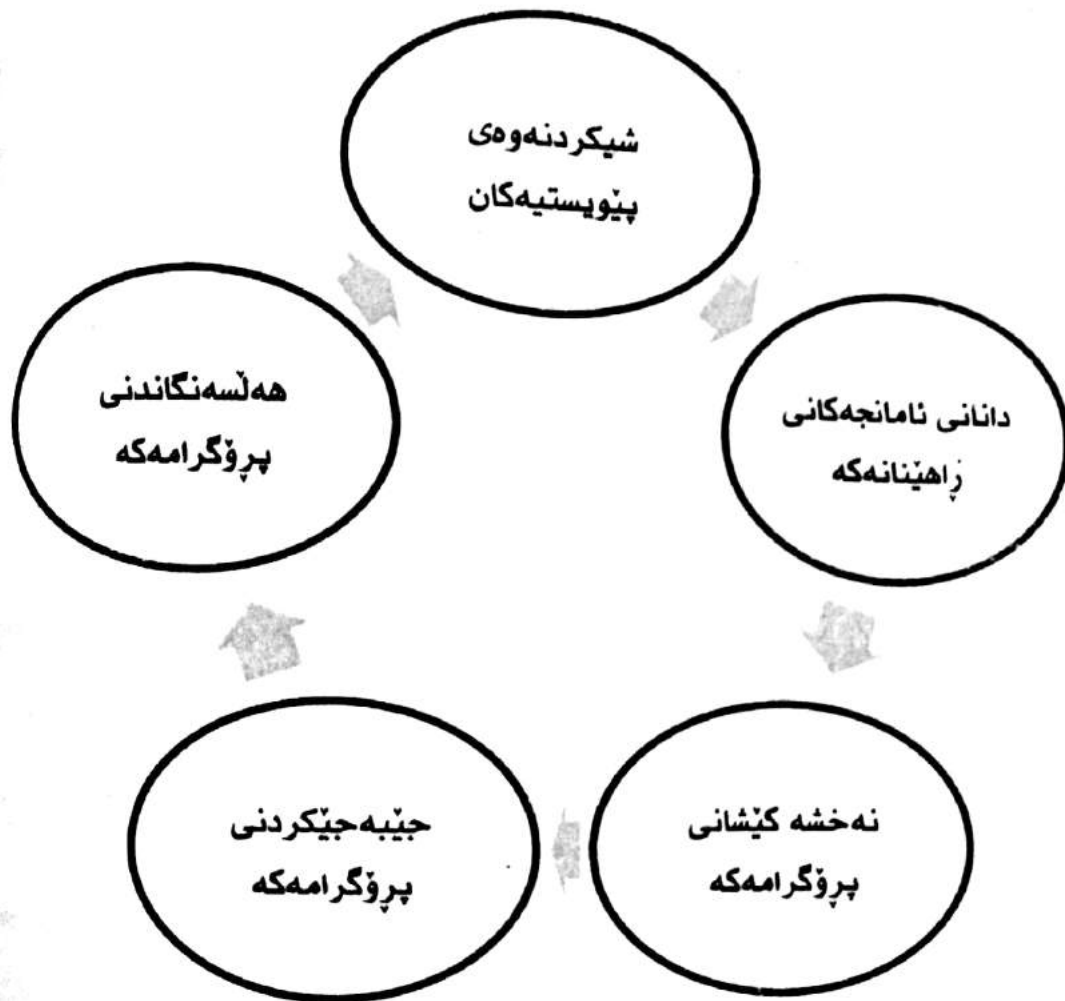 شیکردنەوەی
پێویستیەکان
دانانی ئامانجەکانی
ڕاهێنانەکە
نەخشە کێشانی
پرۆگرامەکە
جێبەجێکردنی
پرۆگرامەکە
هەڵسەنگاندنی
پرۆگرامەکە